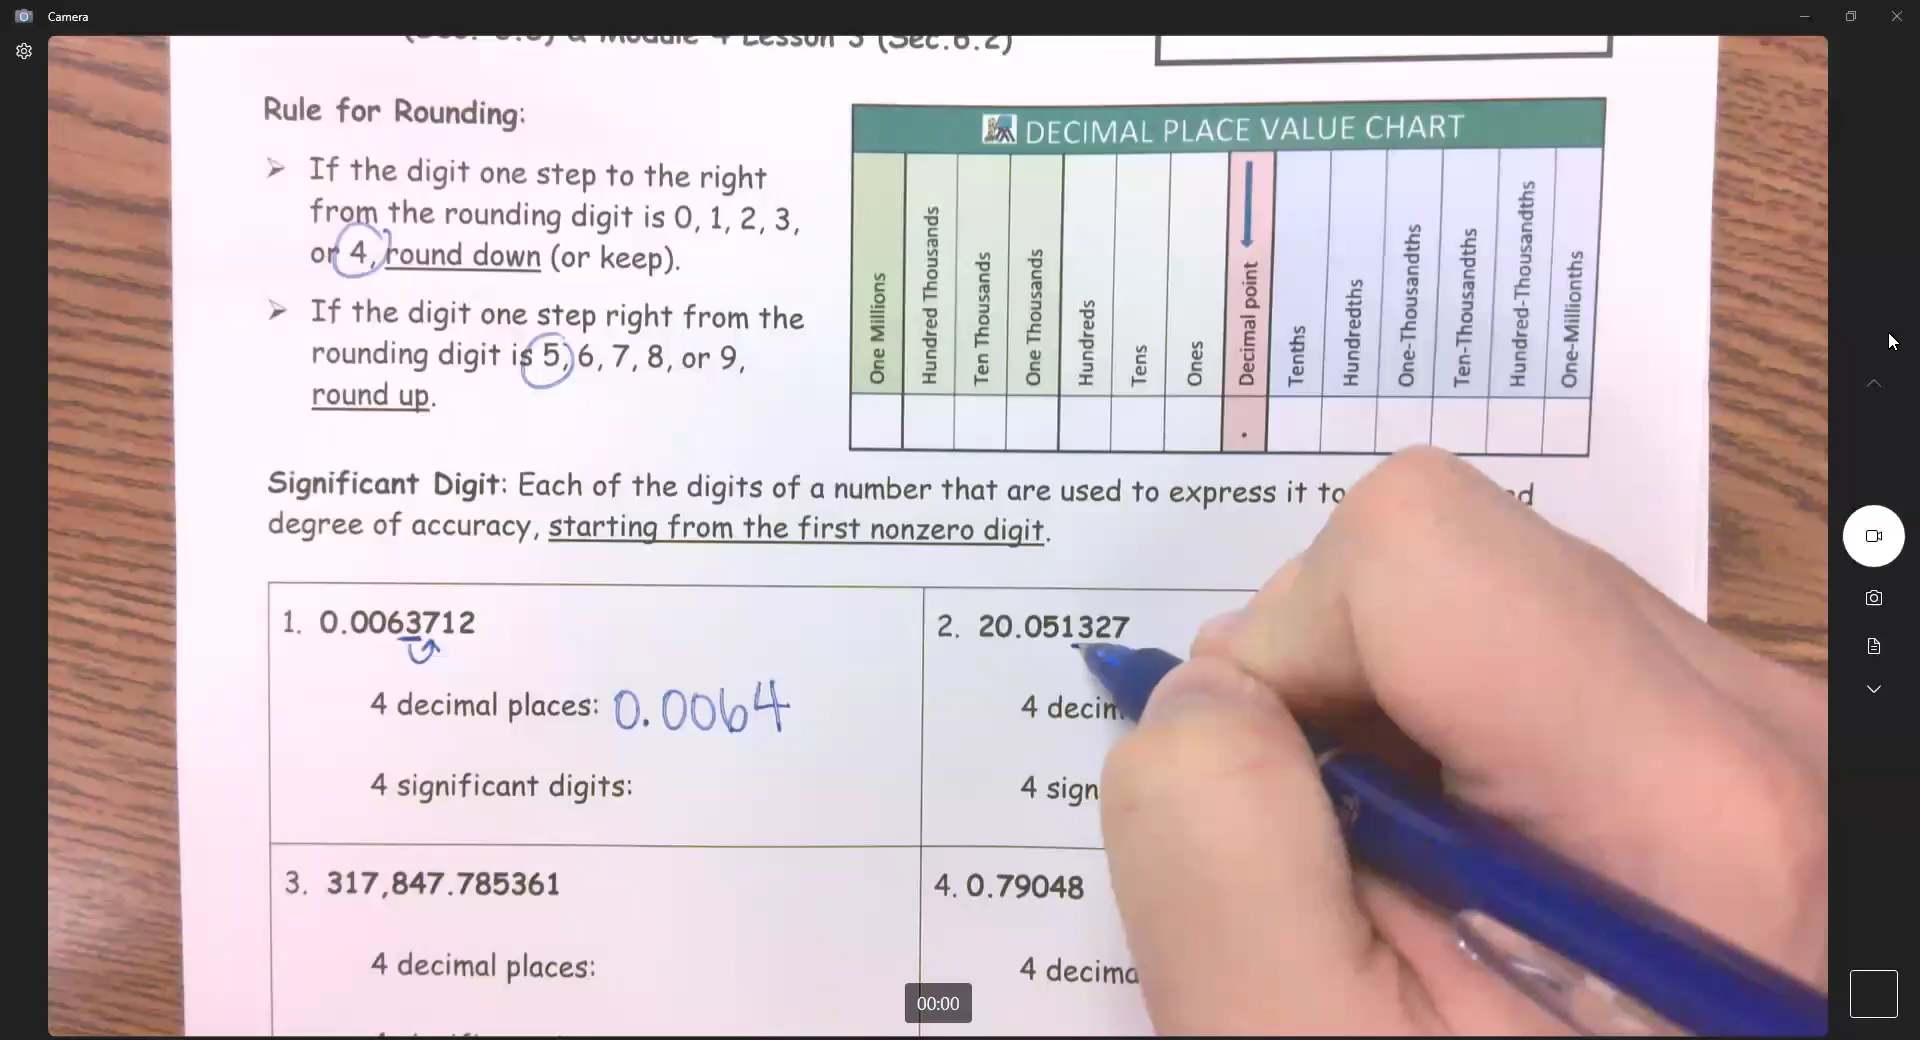 Camera
(Sec. 6.2)
Rule for Rounding:
➢ If the digit one step to the right
from the rounding digit is 0, 1, 2, 3,
or 4, round down (or keep).
➢ If the digit one step right from the
rounding digit is 5, 6, 7, 8, or 9,
round up.
DECIMAL PLACE VALUE CHART
One Millions
Hundred Thousands
Ten Thousands
One Thousands
Hundreds
Tens
Ones
Decimal point
Tenths
Hundredths
One-Thousandths
Ten-Thousandths
Hundred-Thousandths
One-Millionths
.
Significant Digit: Each of the digits of a number that are used to express it to
degree of accuracy, starting from the first nonzero digit.
1. 0.0063712
4 decimal places: 0.0064
4 significant digits:
2. 20.051327
4 decim
4 sign
3. 317,847.785361
4 decimal places:
4. 0.79048
4 decima
00:00